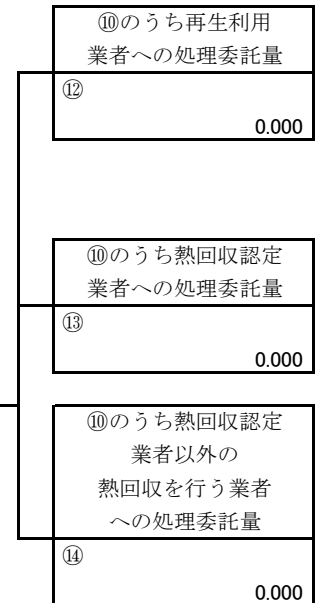 ⑩のうち再生利用
業者への処理委託量
⑫
0.000
⑩のうち熱回収認定
業者への処理委託量
⑬
0.000
⑩のうち熱回収認定
業者以外の
熱回収を行う業者
への処理委託量
⑭
0.000